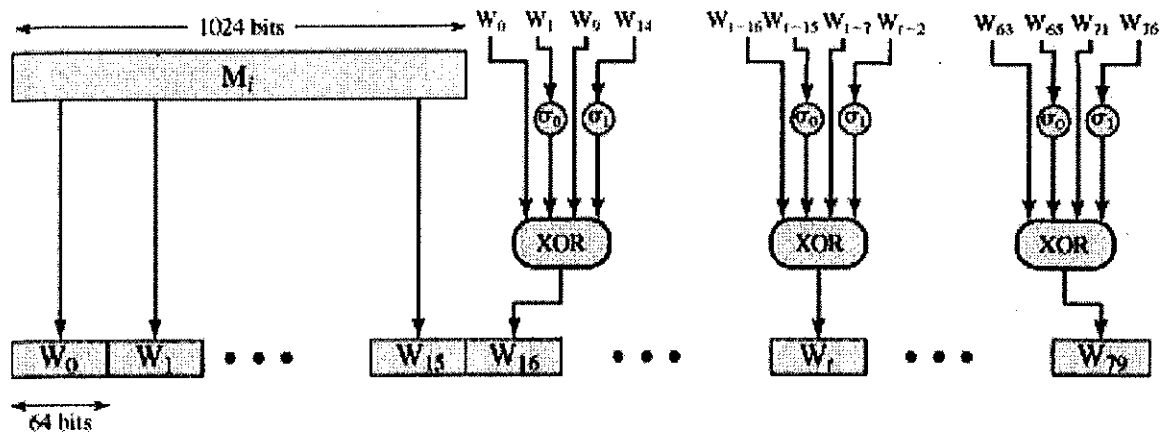 1024 bits
W0 W1 W9 W14
Wt−16 Wt−15 Wt−7 Wt−2
W63 W65 W71 W76
Mi
σ0 σ1
σ0 σ1
σ0 σ1
XOR XOR XOR
W0 W1 • • • W15 W16 • • • Wt • • • W79
64 bits